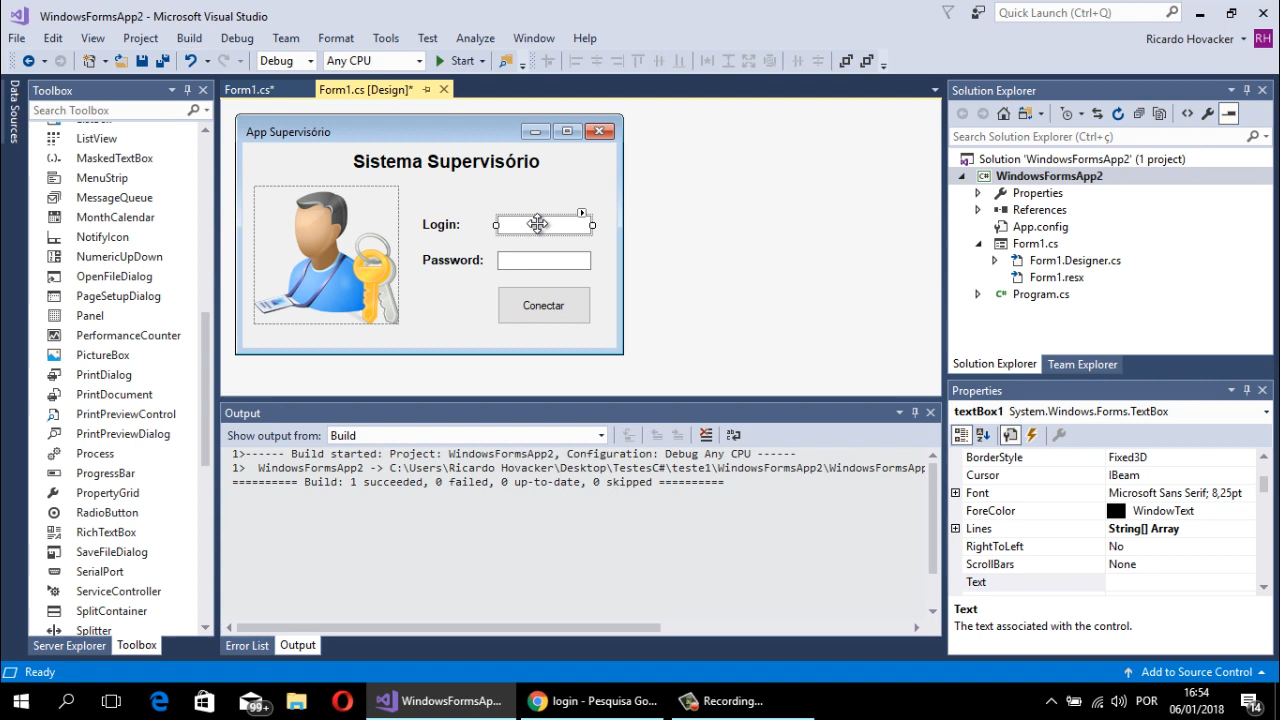 WindowsFormsApp2 - Microsoft Visual Studio
Quick Launch (Ctrl+Q)
File Edit View Project Build Debug Team Format Tools Test Analyze Window Help
Ricardo Hovacker RH
Debug Any CPU Start
Data Sources
Toolbox
Search Toolbox
ListView
MaskedTextBox
MenuStrip
MessageQueue
MonthCalendar
NotifyIcon
NumericUpDown
OpenFileDialog
PageSetupDialog
Panel
PerformanceCounter
PictureBox
PrintDialog
PrintDocument
PrintPreviewControl
PrintPreviewDialog
Process
ProgressBar
PropertyGrid
RadioButton
RichTextBox
SaveFileDialog
SerialPort
ServiceController
SplitContainer
Splitter
Server Explorer Toolbox
Form1.cs* Form1.cs [Design]*
App Supervisório
Sistema Supervisório
Login:
Password:
Conectar
Output
Show output from: Build
1>------ Build started: Project: WindowsFormsApp2, Configuration: Debug Any CPU ------
1> WindowsFormsApp2 -> C:\Users\Ricardo Hovacker\Desktop\TestesC#\teste1\WindowsFormsApp2\WindowsFormsApp
========== Build: 1 succeeded, 0 failed, 0 up-to-date, 0 skipped ==========
Error List Output
Solution Explorer
Search Solution Explorer (Ctrl+ç)
Solution 'WindowsFormsApp2' (1 project)
C# WindowsFormsApp2
Properties
References
App.config
Form1.cs
Form1.Designer.cs
Form1.resx
C# Program.cs
Solution Explorer Team Explorer
Properties
textBox1 System.Windows.Forms.TextBox
BorderStyle Fixed3D
Cursor IBeam
Font Microsoft Sans Serif; 8,25pt
ForeColor WindowText
Lines String[] Array
RightToLeft No
ScrollBars None
Text
Text
The text associated with the control.
Ready
Add to Source Control
99+
WindowsFormsAp...
login - Pesquisa Go...
Recording...
POR
16:54
06/01/2018
14